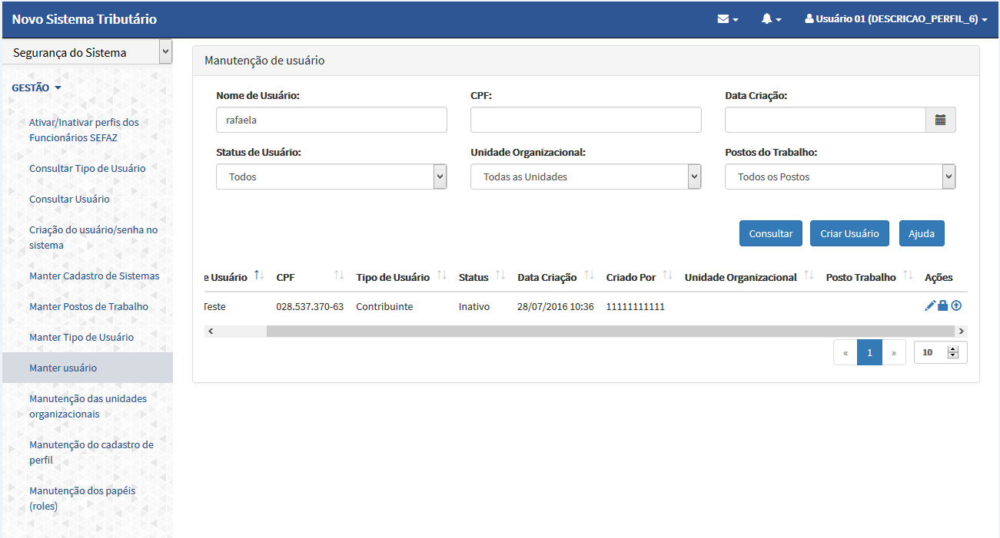 Novo Sistema Tributário
Usuário 01 (DESCRICAO_PERFIL_6)
Segurança do Sistema
GESTÃO
Ativar/Inativar perfis dos
Funcionários SEFAZ
Consultar Tipo de Usuário
Consultar Usuário
Criação do usuário/senha no
sistema
Manter Cadastro de Sistemas
Manter Postos de Trabalho
Manter Tipo de Usuário
Manter usuário
Manutenção das unidades
organizacionais
Manutenção do cadastro de
perfil
Manutenção dos papéis
(roles)
Manutenção de usuário
Nome de Usuário: CPF: Data Criação:
rafaela
Status de Usuário: Unidade Organizacional: Postos do Trabalho:
Todos Todas as Unidades Todos os Postos
Consultar Criar Usuário Ajuda
e Usuário CPF Tipo de Usuário Status Data Criação Criado Por Unidade Organizacional Posto Trabalho Ações
Teste 028.537.370-63 Contribuinte Inativo 28/07/2016 10:36 11111111111
« 1 » 10